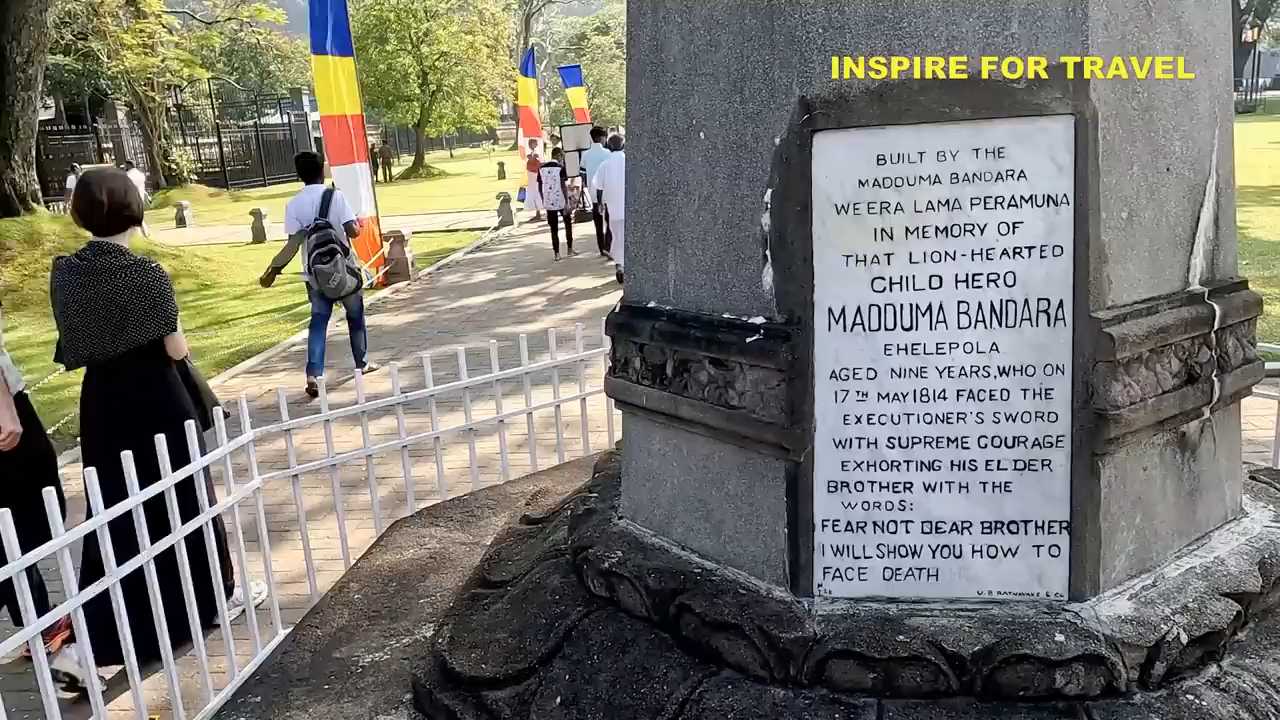 INSPIRE FOR TRAVEL
BUILT BY THE
MADDUMA BANDARA
WEERA LAMA PERAMUNA
IN MEMORY OF
THAT LION-HEARTED
CHILD HERO
MADDUMA BANDARA
EHELEPOLA
AGED NINE YEARS, WHO ON
17TH MAY 1814 FACED THE
EXECUTIONER'S SWORD
WITH SUPREME COURAGE
EXHORTING HIS ELDER
BROTHER WITH THE
WORDS:
FEAR NOT DEAR BROTHER
I WILL SHOW YOU HOW TO
FACE DEATH